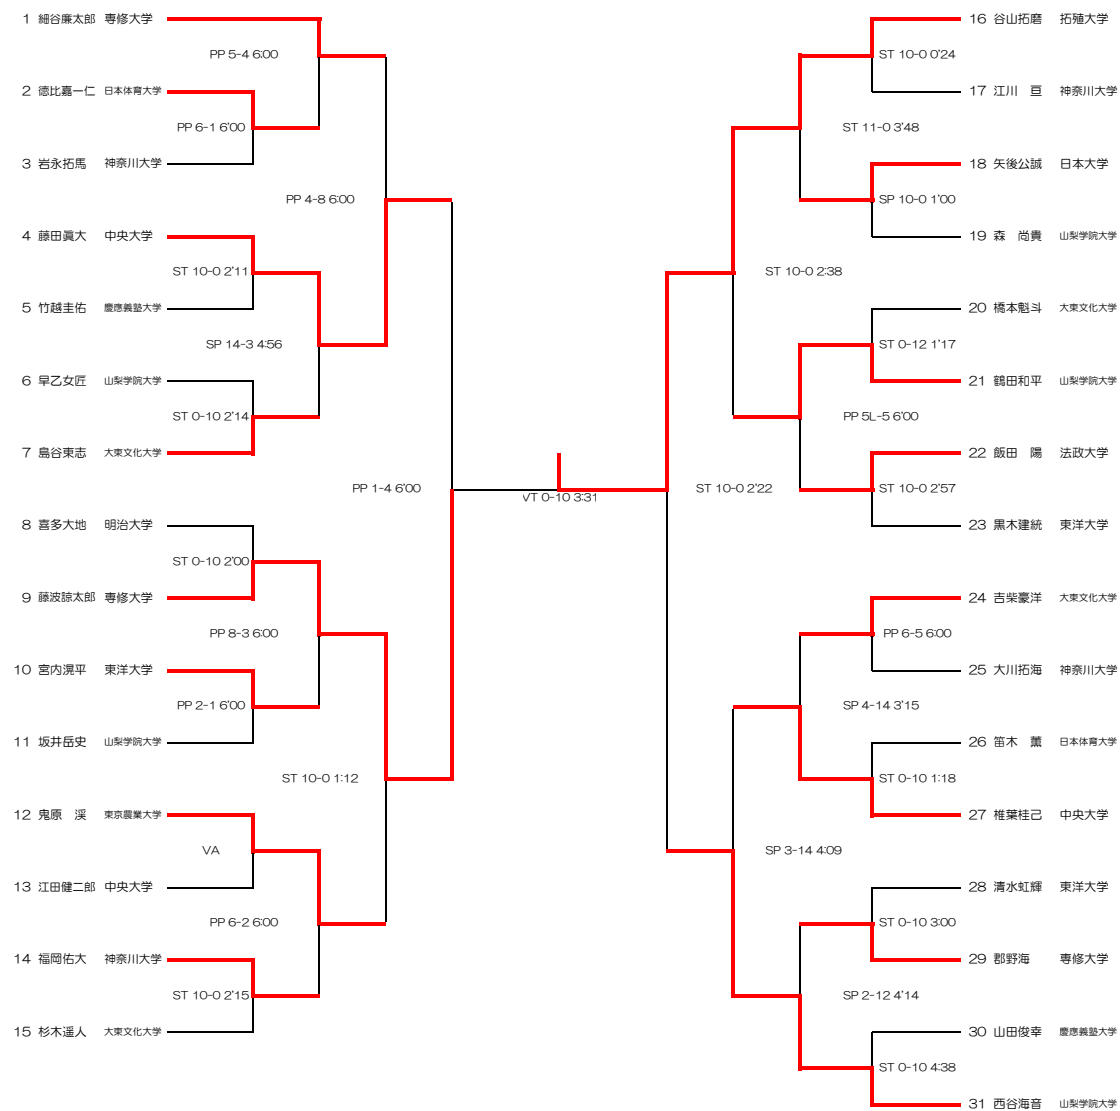 1 細谷廉太郎 専修大学
PP 5-4 6:00
2 德比嘉一仁 日本体育大学
PP 6-1 6'00
3 岩永拓馬 神奈川大学
PP 4-8 6:00
4 藤田眞大 中央大学
ST 10-0 2'11
5 竹越圭佑 慶應義塾大学
SP 14-3 4:56
6 早乙女匠 山梨学院大学
ST 0-10 2'14
7 島谷東志 大東文化大学
PP 1-4 6'00
8 喜多大地 明治大学
ST 0-10 2'00
9 藤波諒太郎 専修大学
PP 8-3 6:00
10 宮内滉平 東洋大学
PP 2-1 6'00
11 坂井岳史 山梨学院大学
ST 10-0 1:12
12 鬼原 渓 東京農業大学
VA
13 江田健二郎 中央大学
PP 6-2 6:00
14 福岡佑大 神奈川大学
ST 10-0 2'15
15 杉木遥人 大東文化大学
VT 0-10 3:31
16 谷山拓磨 拓殖大学
ST 10-0 0'24
17 江川 亘 神奈川大学
ST 11-0 3'48
18 矢後公誠 日本大学
SP 10-0 1'00
19 森 尚貴 山梨学院大学
ST 10-0 2:38
20 橋本魁斗 大東文化大学
ST 0-12 1'17
21 鶴田和平 山梨学院大学
PP 5L-5 6'00
22 飯田 陽 法政大学
ST 10-0 2'57
23 黒木建統 東洋大学
ST 10-0 2'22
24 吉柴豪洋 大東文化大学
PP 6-5 6:00
25 大川拓海 神奈川大学
SP 4-14 3'15
26 笛木 薫 日本体育大学
ST 0-10 1:18
27 椎葉桂己 中央大学
SP 3-14 4:09
28 清水虹輝 東洋大学
ST 0-10 3:00
29 郡野海 専修大学
SP 2-12 4'14
30 山田俊幸 慶應義塾大学
ST 0-10 4:38
31 西谷海音 山梨学院大学